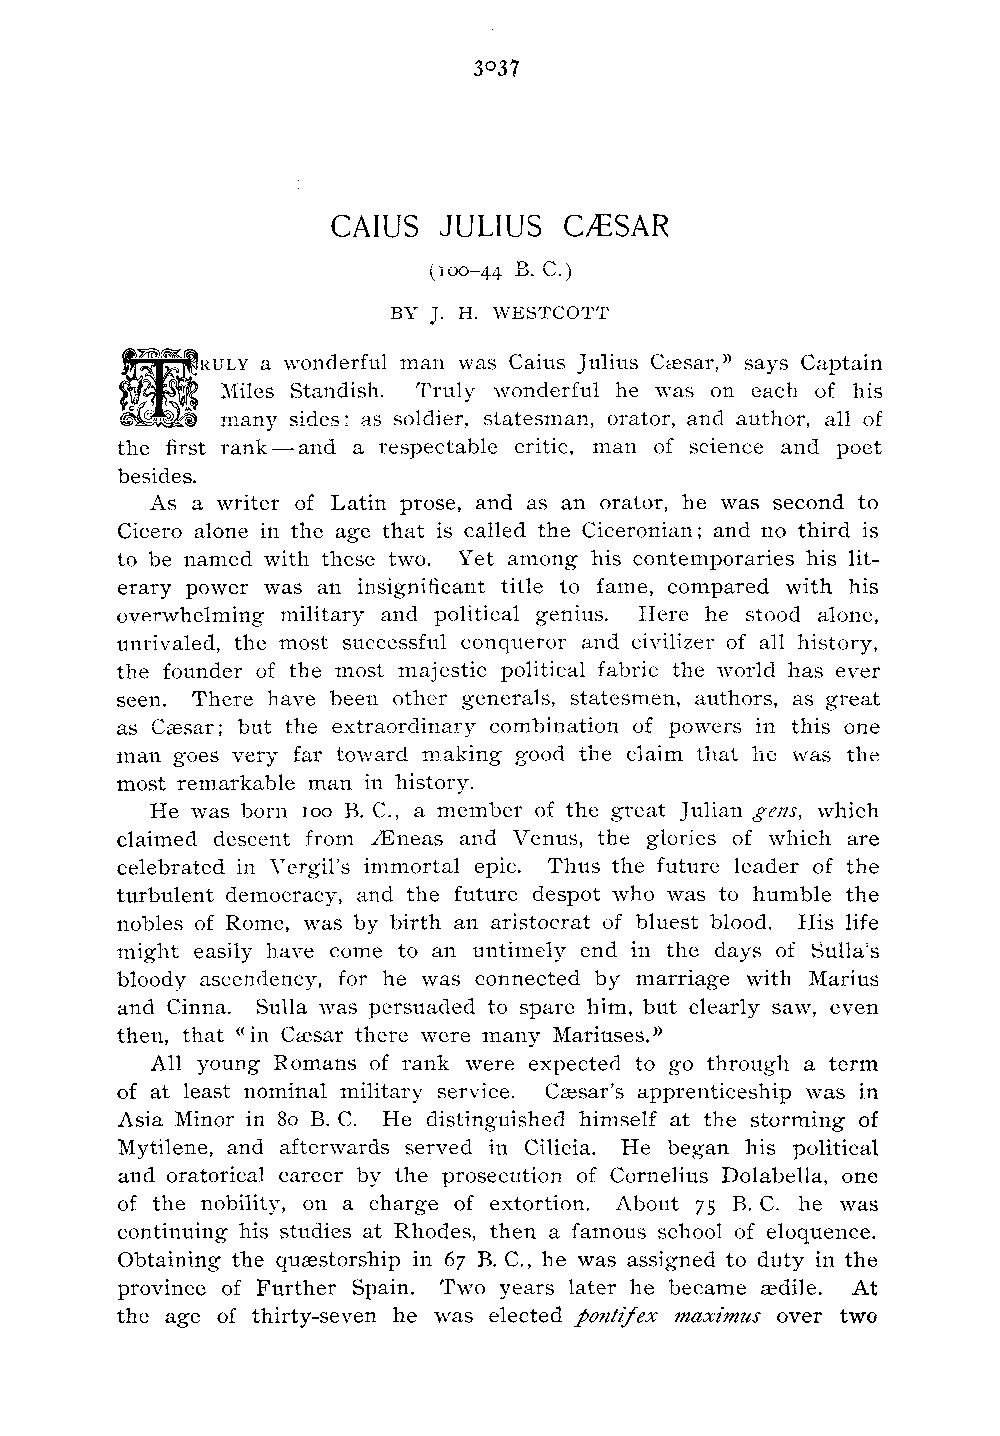 3037
CAIUS JULIUS CÆSAR
(100–44 B. C.)
BY J. H. WESTCOTT
TRULY a wonderful man was Caius Julius Cæsar,» says Captain
Miles Standish. Truly wonderful he was on each of his
many sides: as soldier, statesman, orator, and author, all of
the first rank—and a respectable critic, man of science and poet
besides.
As a writer of Latin prose, and as an orator, he was second to
Cicero alone in the age that is called the Ciceronian; and no third is
to be named with these two. Yet among his contemporaries his lit-
erary power was an insignificant title to fame, compared with his
overwhelming military and political genius. Here he stood alone,
unrivaled, the most successful conqueror and civilizer of all history,
the founder of the most majestic political fabric the world has ever
seen. There have been other generals, statesmen, authors, as great
as Cæsar; but the extraordinary combination of powers in this one
man goes very far toward making good the claim that he was the
most remarkable man in history.
He was born 100 B. C., a member of the great Julian gens, which
claimed descent from Æneas and Venus, the glories of which are
celebrated in Vergil's immortal epic. Thus the future leader of the
turbulent democracy, and the future despot who was to humble the
nobles of Rome, was by birth an aristocrat of bluest blood. His life
might easily have come to an untimely end in the days of Sulla's
bloody ascendency, for he was connected by marriage with Marius
and Cinna. Sulla was persuaded to spare him, but clearly saw, even
then, that «in Cæsar there were many Mariuses.»
All young Romans of rank were expected to go through a term
of at least nominal military service. Cæsar's apprenticeship was in
Asia Minor in 80 B. C. He distinguished himself at the storming of
Mytilene, and afterwards served in Cilicia. He began his political
and oratorical career by the prosecution of Cornelius Dolabella, one
of the nobility, on a charge of extortion. About 75 B. C. he was
continuing his studies at Rhodes, then a famous school of eloquence.
Obtaining the quæstorship in 67 B. C., he was assigned to duty in the
province of Further Spain. Two years later he became ædile. At
the age of thirty-seven he was elected pontifex maximus over two